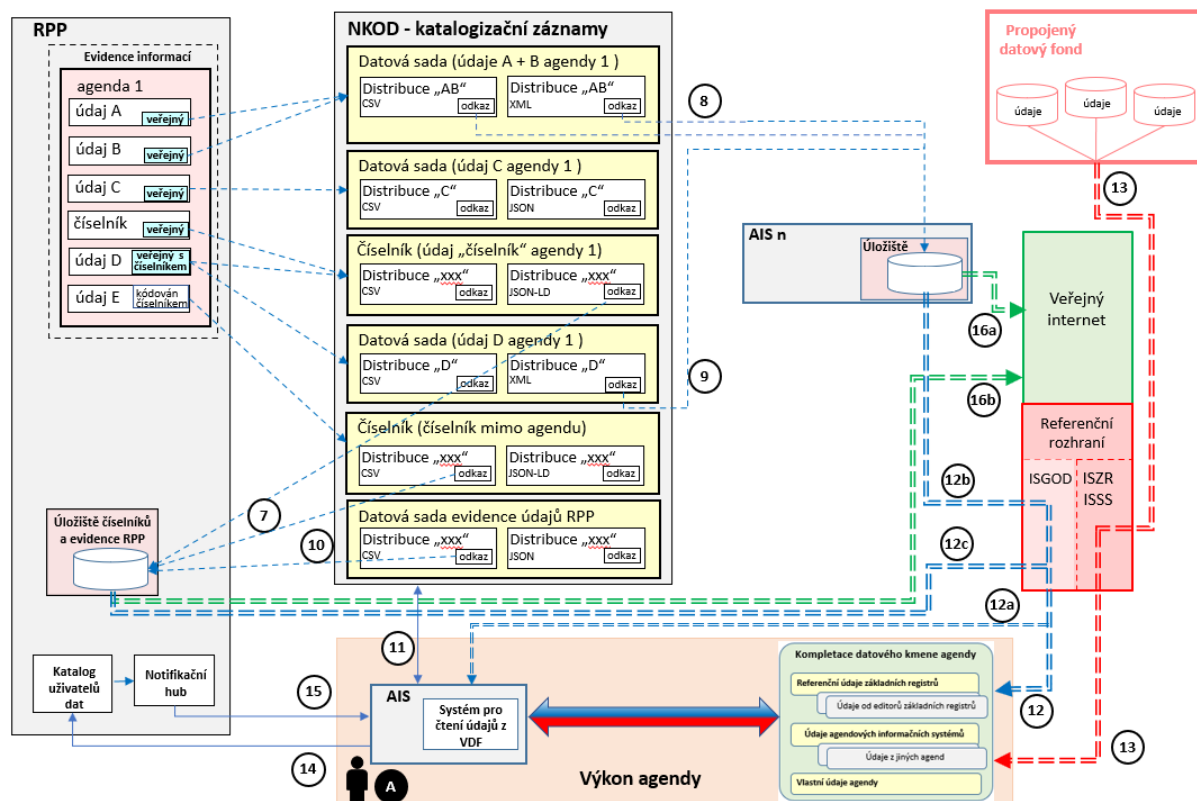 RPP
Evidence informací
agenda 1
údaj A
veřejný
údaj B
veřejný
údaj C
veřejný
číselník
veřejný
údaj D
veřejný s
číselníkem
údaj E
kódován
číselníkem
Úložiště číselníků
a evidence RPP
Katalog
uživatelů
dat
Notifikační
hub
NKOD - katalogizační záznamy
Datová sada (údaje A + B agendy 1 )
Distribuce „AB“
CSV
odkaz
Distribuce „AB“
XML
odkaz
Datová sada (údaj C agendy 1 )
Distribuce „C“
CSV
odkaz
Distribuce „C“
JSON
odkaz
Číselník (údaj „číselník“ agendy 1)
Distribuce „xxx“
CSV
odkaz
Distribuce „xxx“
JSON-LD
odkaz
Datová sada (údaj D agendy 1 )
Distribuce „D“
CSV
odkaz
Distribuce „D“
XML
odkaz
Číselník (číselník mimo agendu)
Distribuce „xxx“
CSV
odkaz
Distribuce „xxx“
JSON-LD
odkaz
Datová sada evidence údajů RPP
Distribuce „xxx“
CSV
odkaz
Distribuce „xxx“
JSON
odkaz
7
10
8
9
11
15
14
AIS n
Úložiště
Propojený
datový fond
údaje
údaje
údaje
13
Veřejný
internet
16a
16b
Referenční
rozhraní
ISGOD
ISZR
ISSS
12b
12c
12a
AIS
Systém pro
čtení údajů z
VDF
A
Výkon agendy
Kompletace datového kmene agendy
Referenční údaje základních registrů
Údaje od editorů základních registrů
Údaje agendových informačních systémů
Údaje z jiných agend
Vlastní údaje agendy
12
13